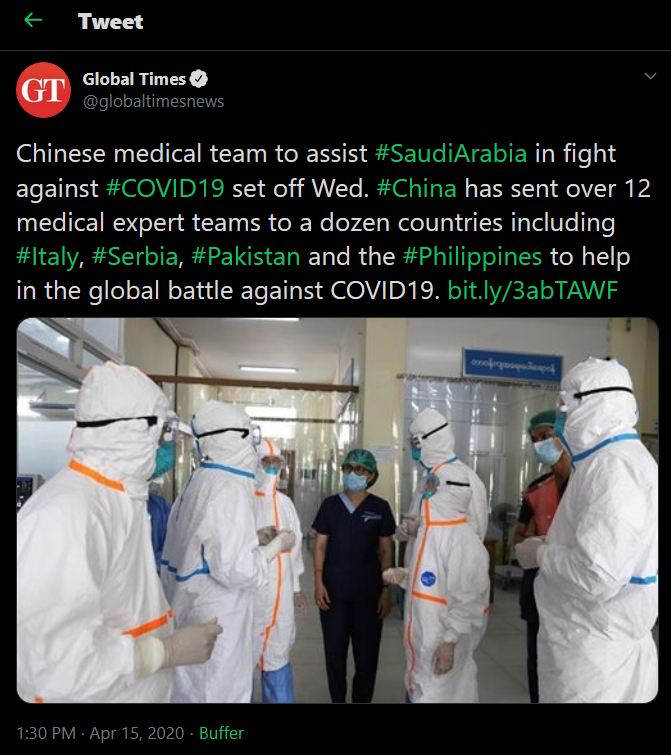 Tweet
GT
Global Times
@globaltimesnews
Chinese medical team to assist #SaudiArabia in fight
against #COVID19 set off Wed. #China has sent over 12
medical expert teams to a dozen countries including
#Italy, #Serbia, #Pakistan and the #Philippines to help
in the global battle against COVID19. bit.ly/3abTAWF
1:30 PM · Apr 15, 2020 · Buffer